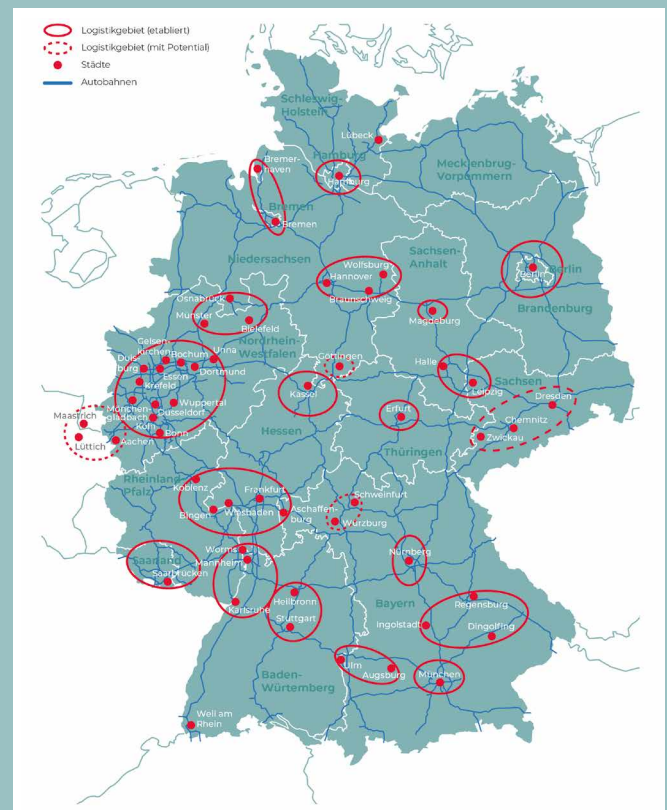 Logistikgebiet (etabliert)
Logistikgebiet (mit Potential)
Städte
Autobahnen
Schleswig-
Holstein
Lübeck
Hamburg
Hamburg
Mecklenbrug-
Vorpommern
Bremer-
haven
Bremen
Bremen
Niedersachsen
Wolfsburg
Hannover
Braunschweig
Sachsen-
Anhalt
Magdeburg
Berlin
Berlin
Brandenburg
Osnabrück
Münster
Bielefeld
Nordrhein-
Westfalen
Gelsen-
kirchen
Duis-
burg
Bochum
Unna
Essen
Dortmund
Krefeld
Mönchen-
gladbach
Wuppertal
Düsseldorf
Köln
Bonn
Maastrich
Lüttich
Aachen
Göttingen
Kassel
Halle
Leipzig
Sachsen
Dresden
Chemnitz
Zwickau
Erfurt
Thüringen
Hessen
Rheinland
Pfalz
Koblenz
Frankfurt
Bingen
Wiesbaden
Aschaffen-
burg
Schweinfurt
Würzburg
Saarland
Saarbrücken
Worms
Mannheim
Karlsruhe
Heilbronn
Stuttgart
Nürnberg
Bayern
Regensburg
Ingolstadt
Dingolfing
Ulm
Augsburg
München
Baden-
Würtemberg
Weil am
Rhein